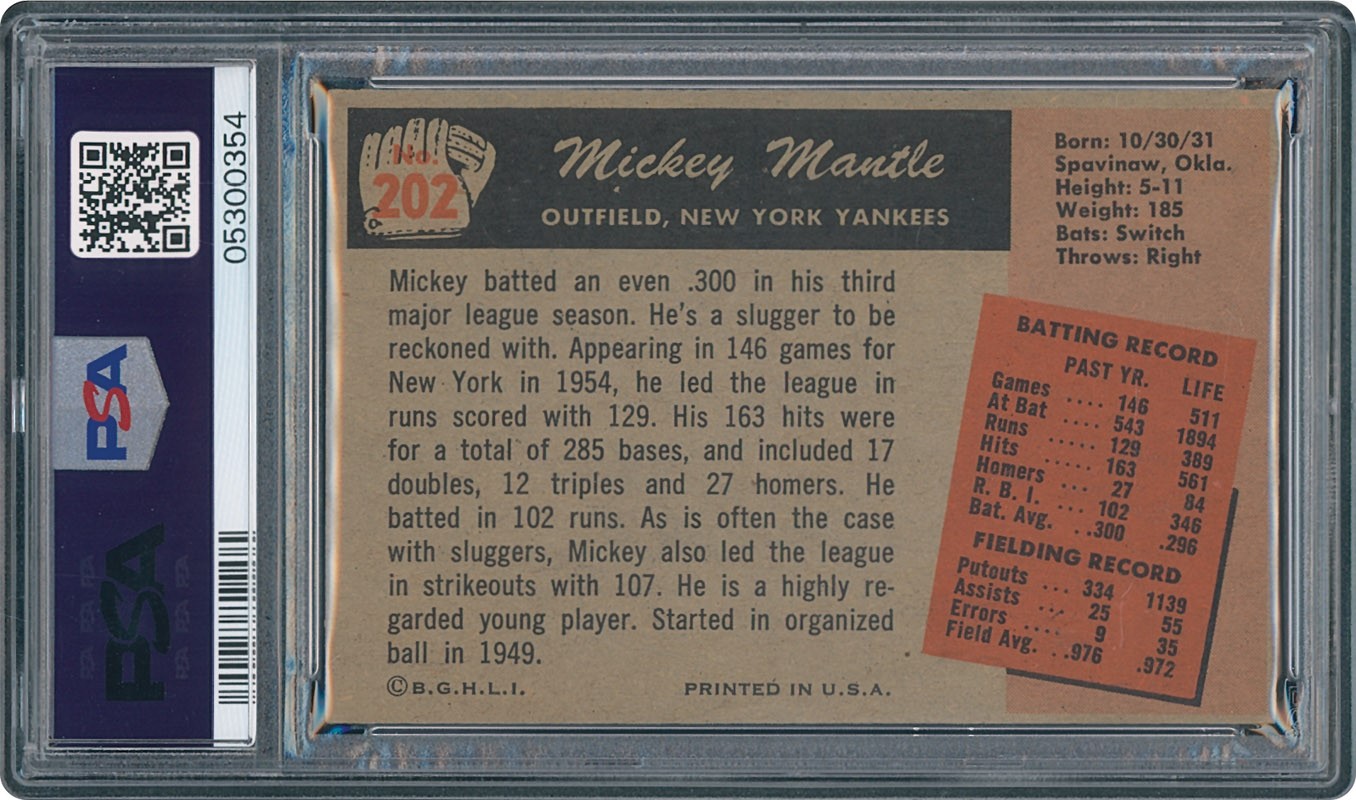 05300354
PSA
PSA
No.
202
Mickey Mantle
OUTFIELD, NEW YORK YANKEES
Born: 10/30/31
Spavinaw, Okla.
Height: 5-11
Weight: 185
Bats: Switch
Throws: Right
Mickey batted an even .300 in his third
major league season. He's a slugger to be
reckoned with. Appearing in 146 games for
New York in 1954, he led the league in
runs scored with 129. His 163 hits were
for a total of 285 bases, and included 17
doubles, 12 triples and 27 homers. He
batted in 102 runs. As is often the case
with sluggers, Mickey also led the league
in strikeouts with 107. He is a highly re-
garded young player. Started in organized
ball in 1949.
©B.G.H.L.I. PRINTED IN U.S.A.
BATTING RECORD
PAST YR. LIFE
Games .... 146 511
At Bat .... 543 1894
Runs ..... 129 389
Hits ..... 163 561
Homers ... 27 84
R. B. I. .... 102 346
Bat. Avg. .. .300 .296
FIELDING RECORD
Putouts ... 334 1139
Assists ... 25 55
Errors .... 9 35
Field Avg. .976 .972